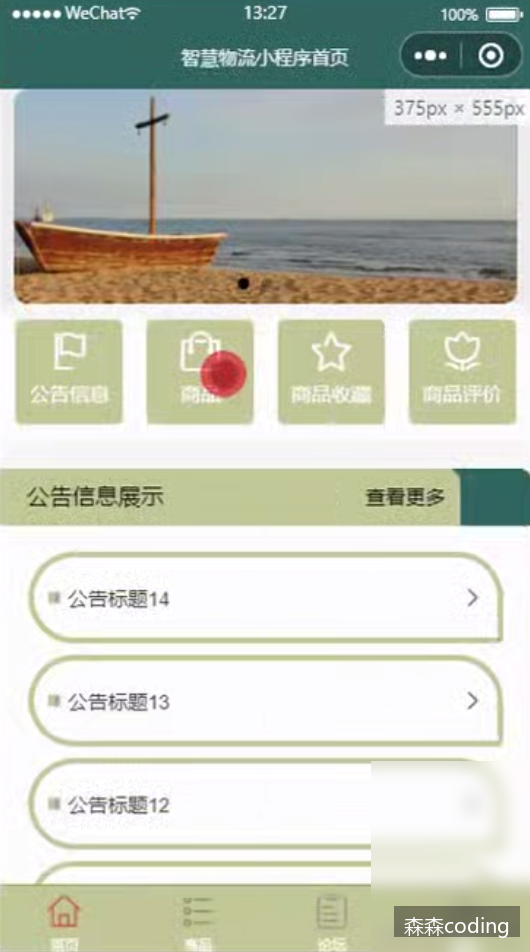 WeChat 13:27 100%
智慧物流小程序首页
375px × 555px
公告信息 商品 商品收藏 商品评价
公告信息展示 查看更多
公告标题14
公告标题13
公告标题12
首页 商品 论坛
森森coding